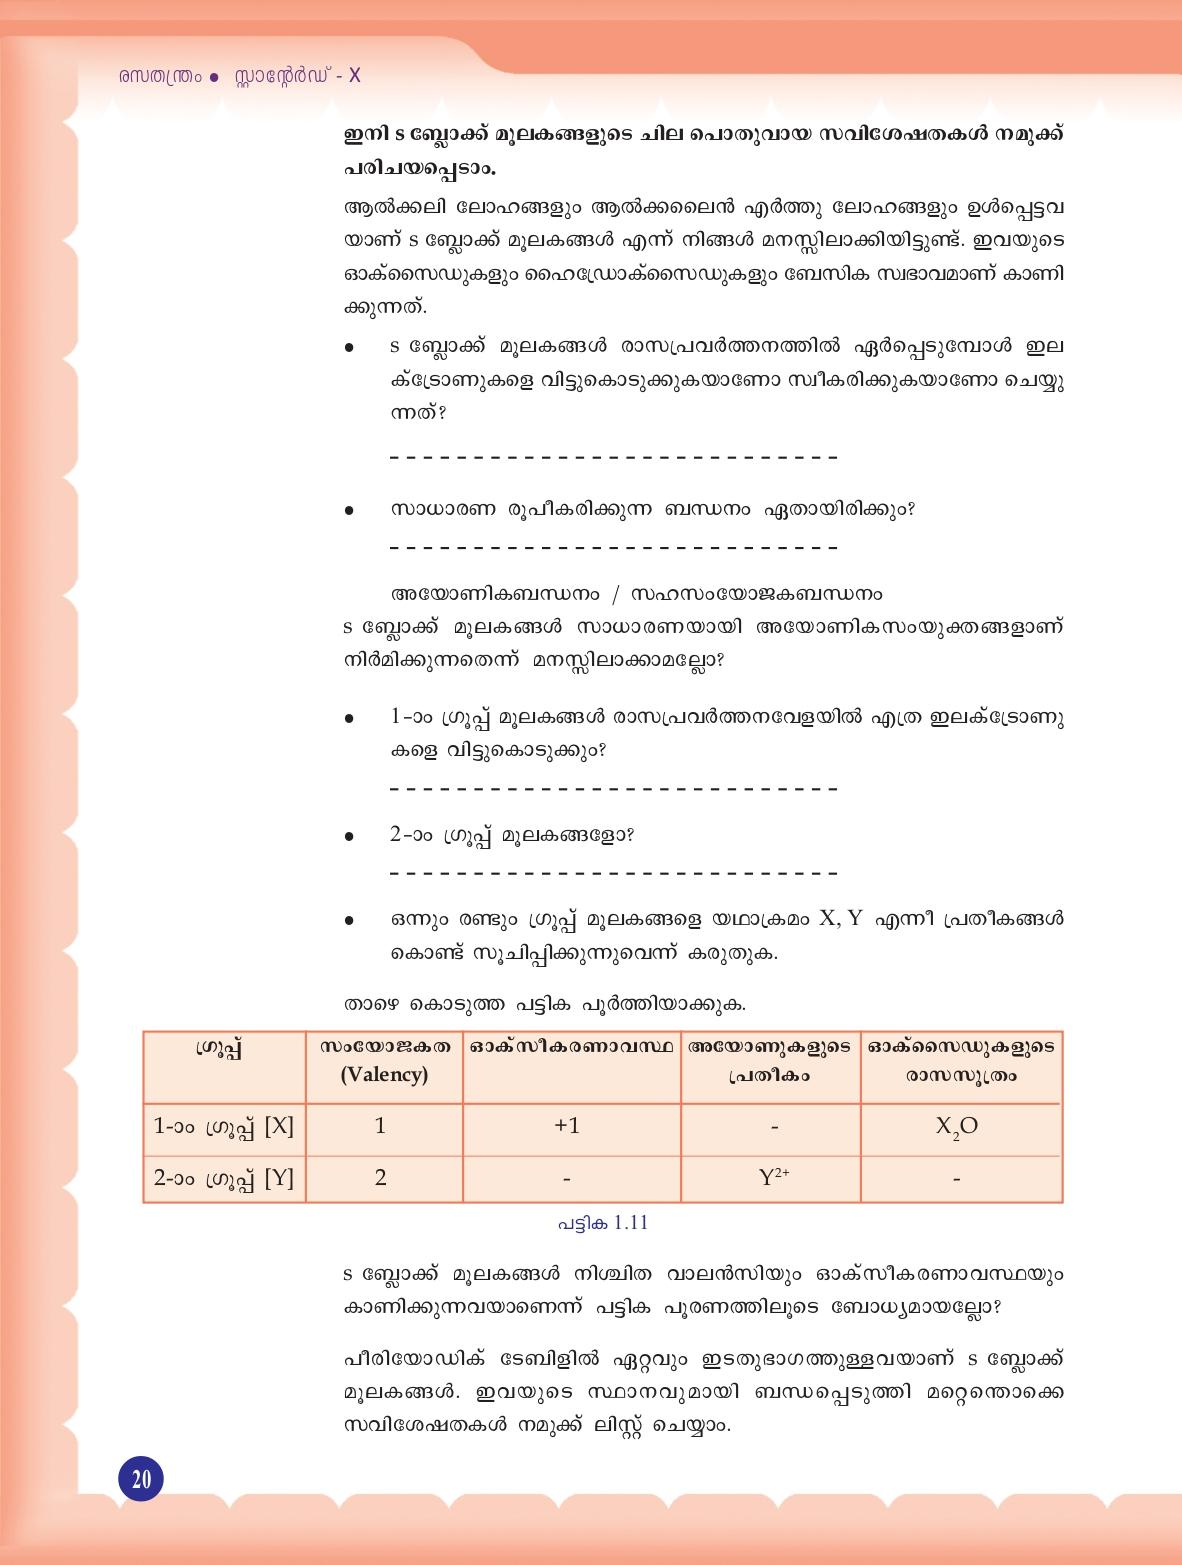 രസതന്ത്രം ● സ്റ്റാന്റേർഡ് - X
ഇനി s ബ്ലോക്ക് മൂലകങ്ങളുടെ ചില പൊതുവായ സവിശേഷതകൾ നമുക്ക്
പരിചയപ്പെടാം.
ആൽക്കലി ലോഹങ്ങളും ആൽക്കലൈൻ എർത്തു ലോഹങ്ങളും ഉൾപ്പെട്ടവ
യാണ് s ബ്ലോക്ക് മൂലകങ്ങൾ എന്ന് നിങ്ങൾ മനസ്സിലാക്കിയിട്ടുണ്ട്. ഇവയുടെ
ഓക്സൈഡുകളും ഹൈഡ്രോക്സൈഡുകളും ബേസിക സ്വഭാവമാണ് കാണി
ക്കുന്നത്.
● s ബ്ലോക്ക് മൂലകങ്ങൾ രാസപ്രവർത്തനത്തിൽ ഏർപ്പെടുമ്പോൾ ഇല
ക്ട്രോണുകളെ വിട്ടുകൊടുക്കുകയാണോ സ്വീകരിക്കുകയാണോ ചെയ്യു
ന്നത്?
– – – – – – – – – – – – – – – – – – – – – – – – – – –
● സാധാരണ രൂപീകരിക്കുന്ന ബന്ധനം ഏതായിരിക്കും?
– – – – – – – – – – – – – – – – – – – – – – – – – – –
അയോണികബന്ധനം / സഹസംയോജകബന്ധനം
s ബ്ലോക്ക് മൂലകങ്ങൾ സാധാരണയായി അയോണികസംയുക്തങ്ങളാണ്
നിർമിക്കുന്നതെന്ന് മനസ്സിലാക്കാമല്ലോ?
● 1-ാം ഗ്രൂപ്പ് മൂലകങ്ങൾ രാസപ്രവർത്തനവേളയിൽ എത്ര ഇലക്ട്രോണു
കളെ വിട്ടുകൊടുക്കും?
– – – – – – – – – – – – – – – – – – – – – – – – – – –
● 2-ാം ഗ്രൂപ്പ് മൂലകങ്ങളോ?
– – – – – – – – – – – – – – – – – – – – – – – – – – –
● ഒന്നും രണ്ടും ഗ്രൂപ്പ് മൂലകങ്ങളെ യഥാക്രമം X, Y എന്നീ പ്രതീകങ്ങൾ
കൊണ്ട് സൂചിപ്പിക്കുന്നുവെന്ന് കരുതുക.
താഴെ കൊടുത്ത പട്ടിക പൂർത്തിയാക്കുക.
ഗ്രൂപ്പ് സംയോജകത ഓക്സീകരണാവസ്ഥ അയോണുകളുടെ ഓക്സൈഡുകളുടെ
(Valency) പ്രതീകം രാസസൂത്രം
1-ാം ഗ്രൂപ്പ് [X] 1 +1 - X₂O
2-ാം ഗ്രൂപ്പ് [Y] 2 - Y²⁺ -
പട്ടിക 1.11
s ബ്ലോക്ക് മൂലകങ്ങൾ നിശ്ചിത വാലൻസിയും ഓക്സീകരണാവസ്ഥയും
കാണിക്കുന്നവയാണെന്ന് പട്ടിക പൂരണത്തിലൂടെ ബോധ്യമായല്ലോ?
പീരിയോഡിക് ടേബിളിൽ ഏറ്റവും ഇടതുഭാഗത്തുള്ളവയാണ് s ബ്ലോക്ക്
മൂലകങ്ങൾ. ഇവയുടെ സ്ഥാനവുമായി ബന്ധപ്പെടുത്തി മറ്റെന്തൊക്കെ
സവിശേഷതകൾ നമുക്ക് ലിസ്റ്റ് ചെയ്യാം.
20